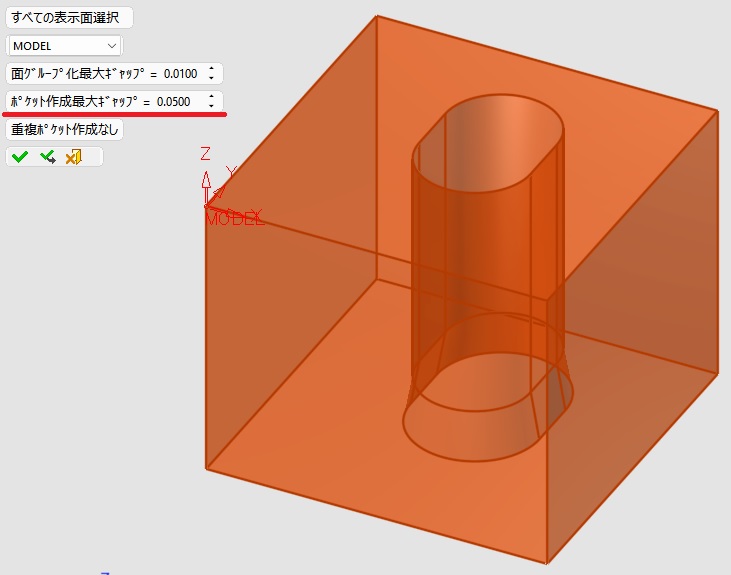 すべての表示面選択
MODEL
面ｸﾞﾙｰﾌﾟ化最大ｷﾞｬｯﾌﾟ = 0.0100
ﾎﾟｹｯﾄ作成最大ｷﾞｬｯﾌﾟ = 0.0500
重複ﾎﾟｹｯﾄ作成なし
Z
Y
X
MODEL